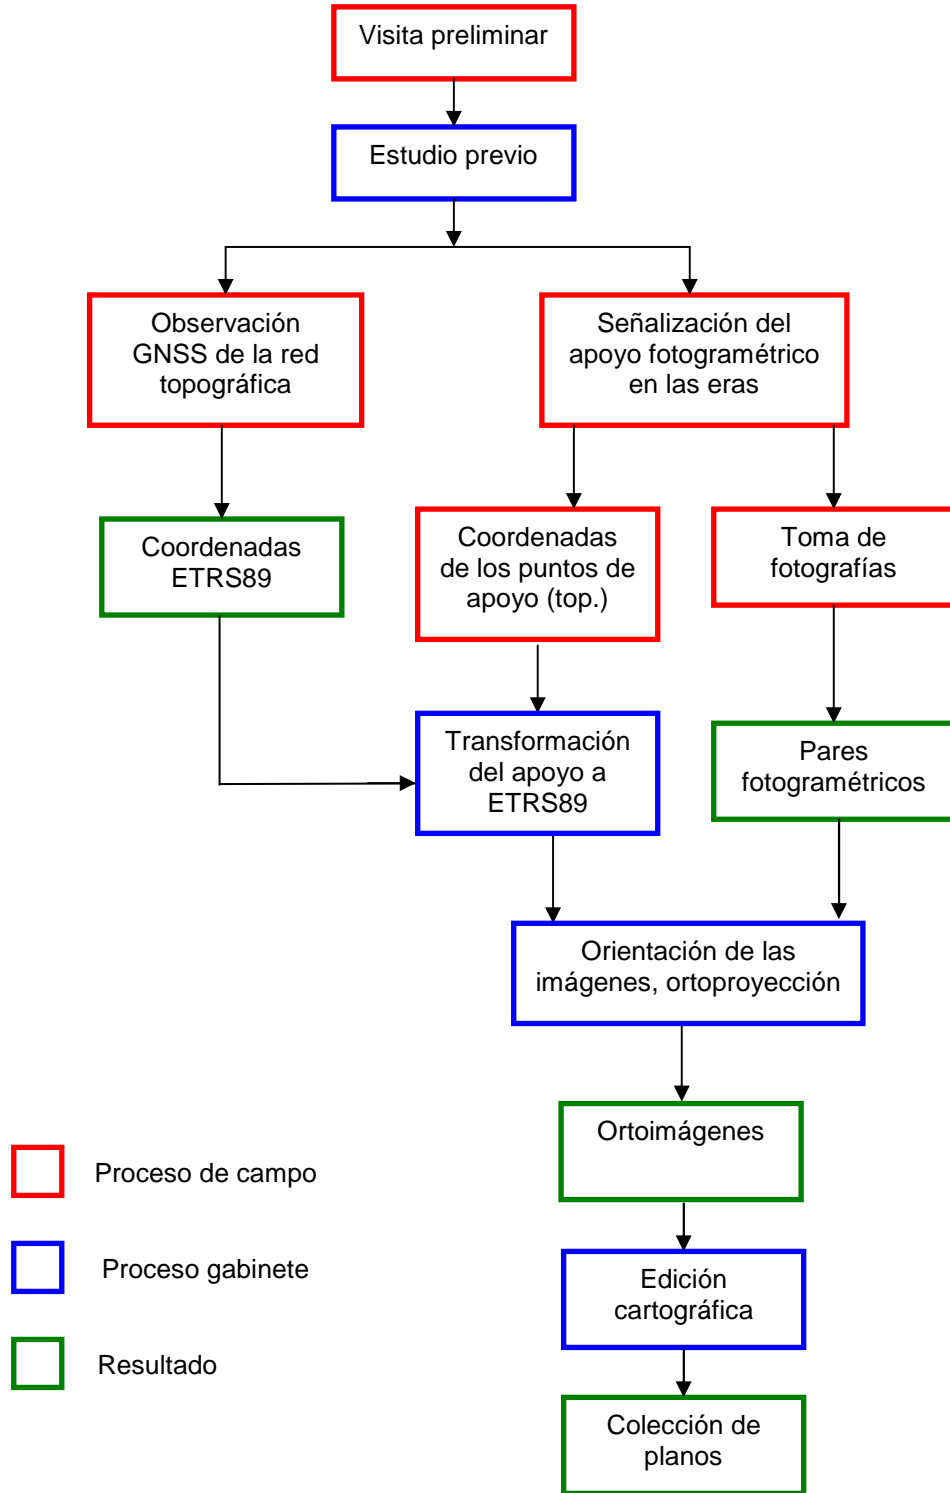 Visita preliminar
Estudio previo
Observación
GNSS de la red
topográfica
Señalización del
apoyo fotogramétrico
en las eras
Coordenadas
ETRS89
Coordenadas
de los puntos de
apoyo (top.)
Toma de
fotografías
Transformación
del apoyo a
ETRS89
Pares
fotogramétricos
Orientación de las
imágenes, ortoproyección
Ortoimágenes
Proceso de campo
Proceso gabinete
Edición
cartográfica
Resultado
Colección de
planos